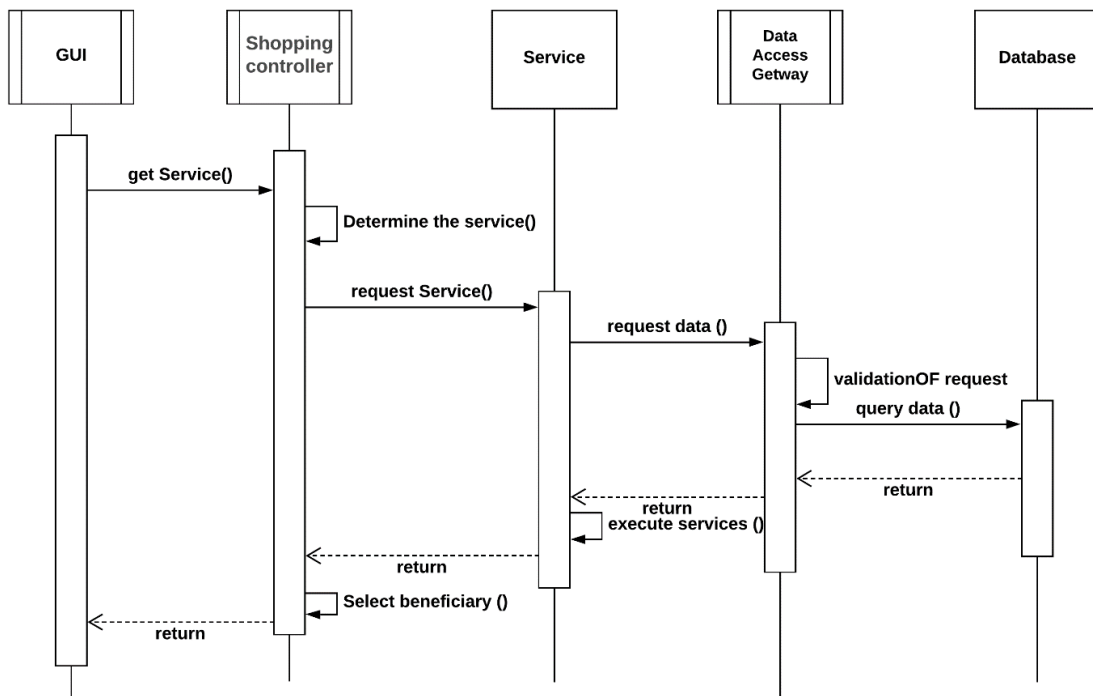 GUI
Shopping
controller
Service
Data
Access
Getway
Database
get Service()
Determine the service()
request Service()
request data ()
validationOF request
query data ()
return
return
execute services ()
return
Select beneficiary ()
return